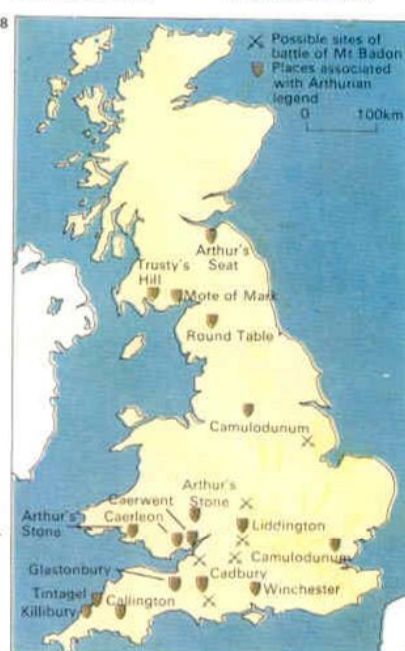 8
Possible sites of
battle of Mt Badon
Places associated
with Arthurian
legend
0 100km
Arthur's
Seat
Trusty's
Hill
Mote of Mark
Round Table
Camulodunum
Arthur's
Stone
Caerwent
Caerleon
Arthur's
Stone
Liddington
Camulodunum
Glastonbury
Cadbury
Tintagel
Winchester
Killibury
Callington